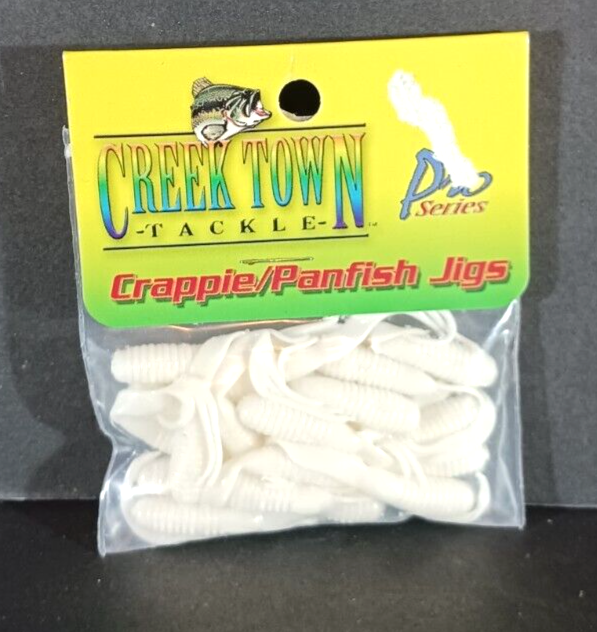 CREEK TOWN
-TACKLE-
Pro
Series
Crappie/Panfish Jigs